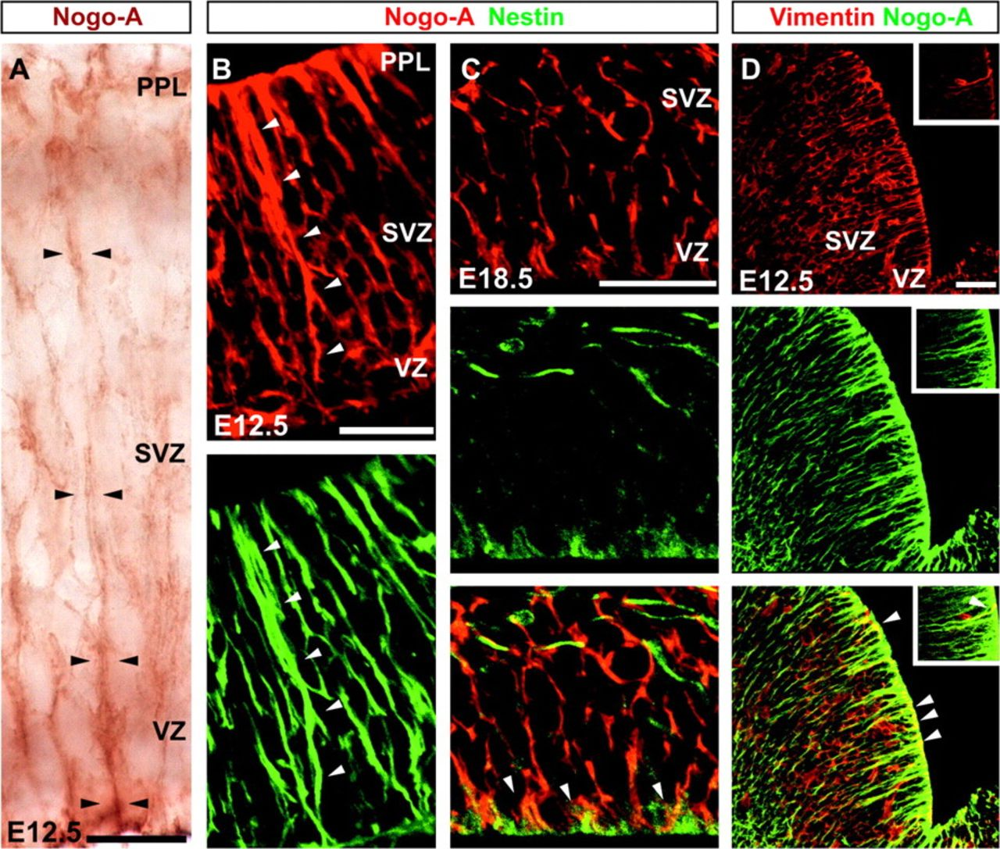 Nogo-A
Nogo-A Nestin
Vimentin Nogo-A
A
PPL
SVZ
VZ
E12.5
B
PPL
SVZ
VZ
E12.5
C
SVZ
VZ
E18.5
D
SVZ
VZ
E12.5